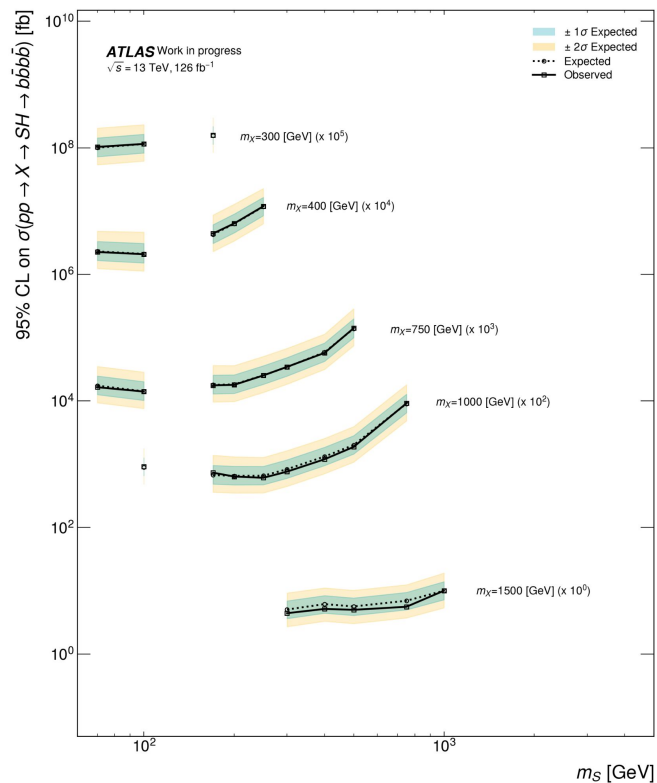 95% CL on σ(pp → X → SH → bb̄bb̄) [fb]
10¹⁰
10⁸
10⁶
10⁴
10²
10⁰
ATLAS Work in progress
√s = 13 TeV, 126 fb⁻¹
± 1σ Expected
± 2σ Expected
Expected
Observed
m_X=300 [GeV] (x 10⁵)
m_X=400 [GeV] (x 10⁴)
m_X=750 [GeV] (x 10³)
m_X=1000 [GeV] (x 10²)
m_X=1500 [GeV] (x 10⁰)
10² 10³
m_S [GeV]